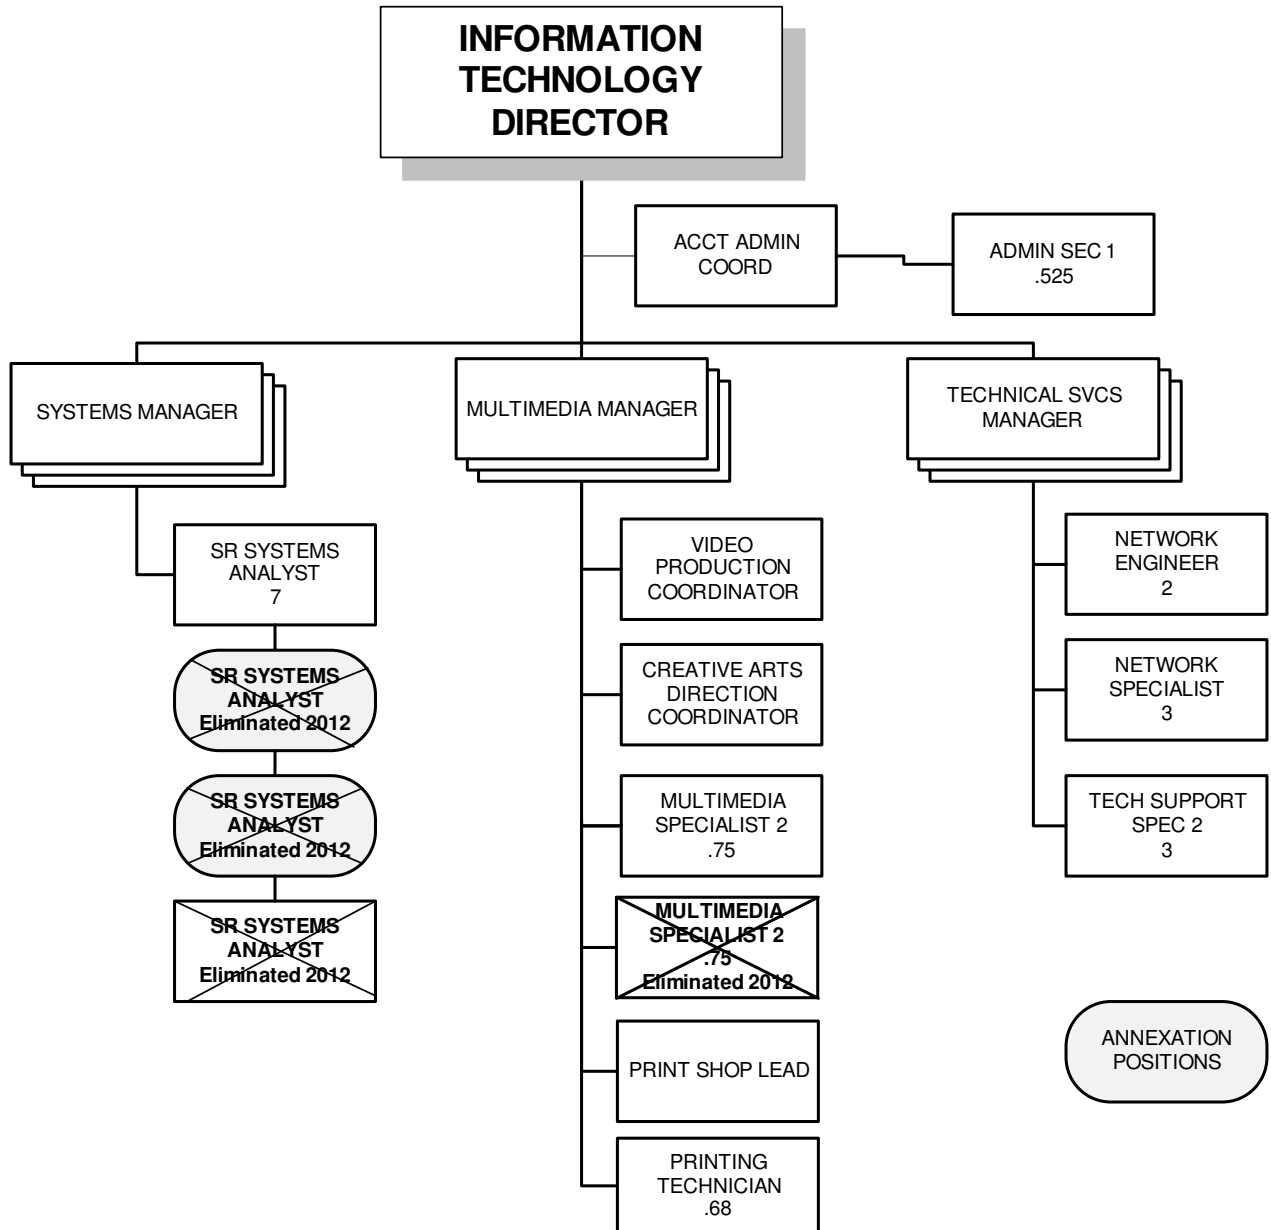 INFORMATION
TECHNOLOGY
DIRECTOR
ACCT ADMIN
COORD
ADMIN SEC 1
.525
SYSTEMS MANAGER
MULTIMEDIA MANAGER
TECHNICAL SVCS
MANAGER
SR SYSTEMS
ANALYST
7
SR SYSTEMS
ANALYST
Eliminated 2012
SR SYSTEMS
ANALYST
Eliminated 2012
SR SYSTEMS
ANALYST
Eliminated 2012
VIDEO
PRODUCTION
COORDINATOR
CREATIVE ARTS
DIRECTION
COORDINATOR
MULTIMEDIA
SPECIALIST 2
.75
MULTIMEDIA
SPECIALIST 2
.75
Eliminated 2012
PRINT SHOP LEAD
PRINTING
TECHNICIAN
.68
NETWORK
ENGINEER
2
NETWORK
SPECIALIST
3
TECH SUPPORT
SPEC 2
3
ANNEXATION
POSITIONS